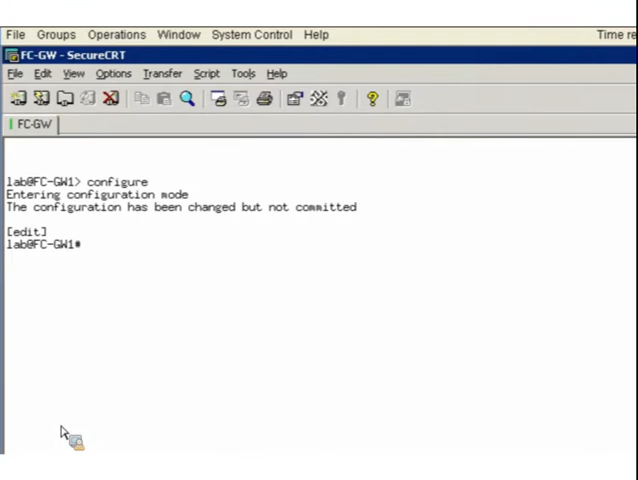 File Groups Operations Window System Control Help Time re
FC-GW - SecureCRT
File Edit View Options Transfer Script Tools Help
FC-GW
lab@FC-GW1> configure
Entering configuration mode
The configuration has been changed but not committed
[edit]
lab@FC-GW1#